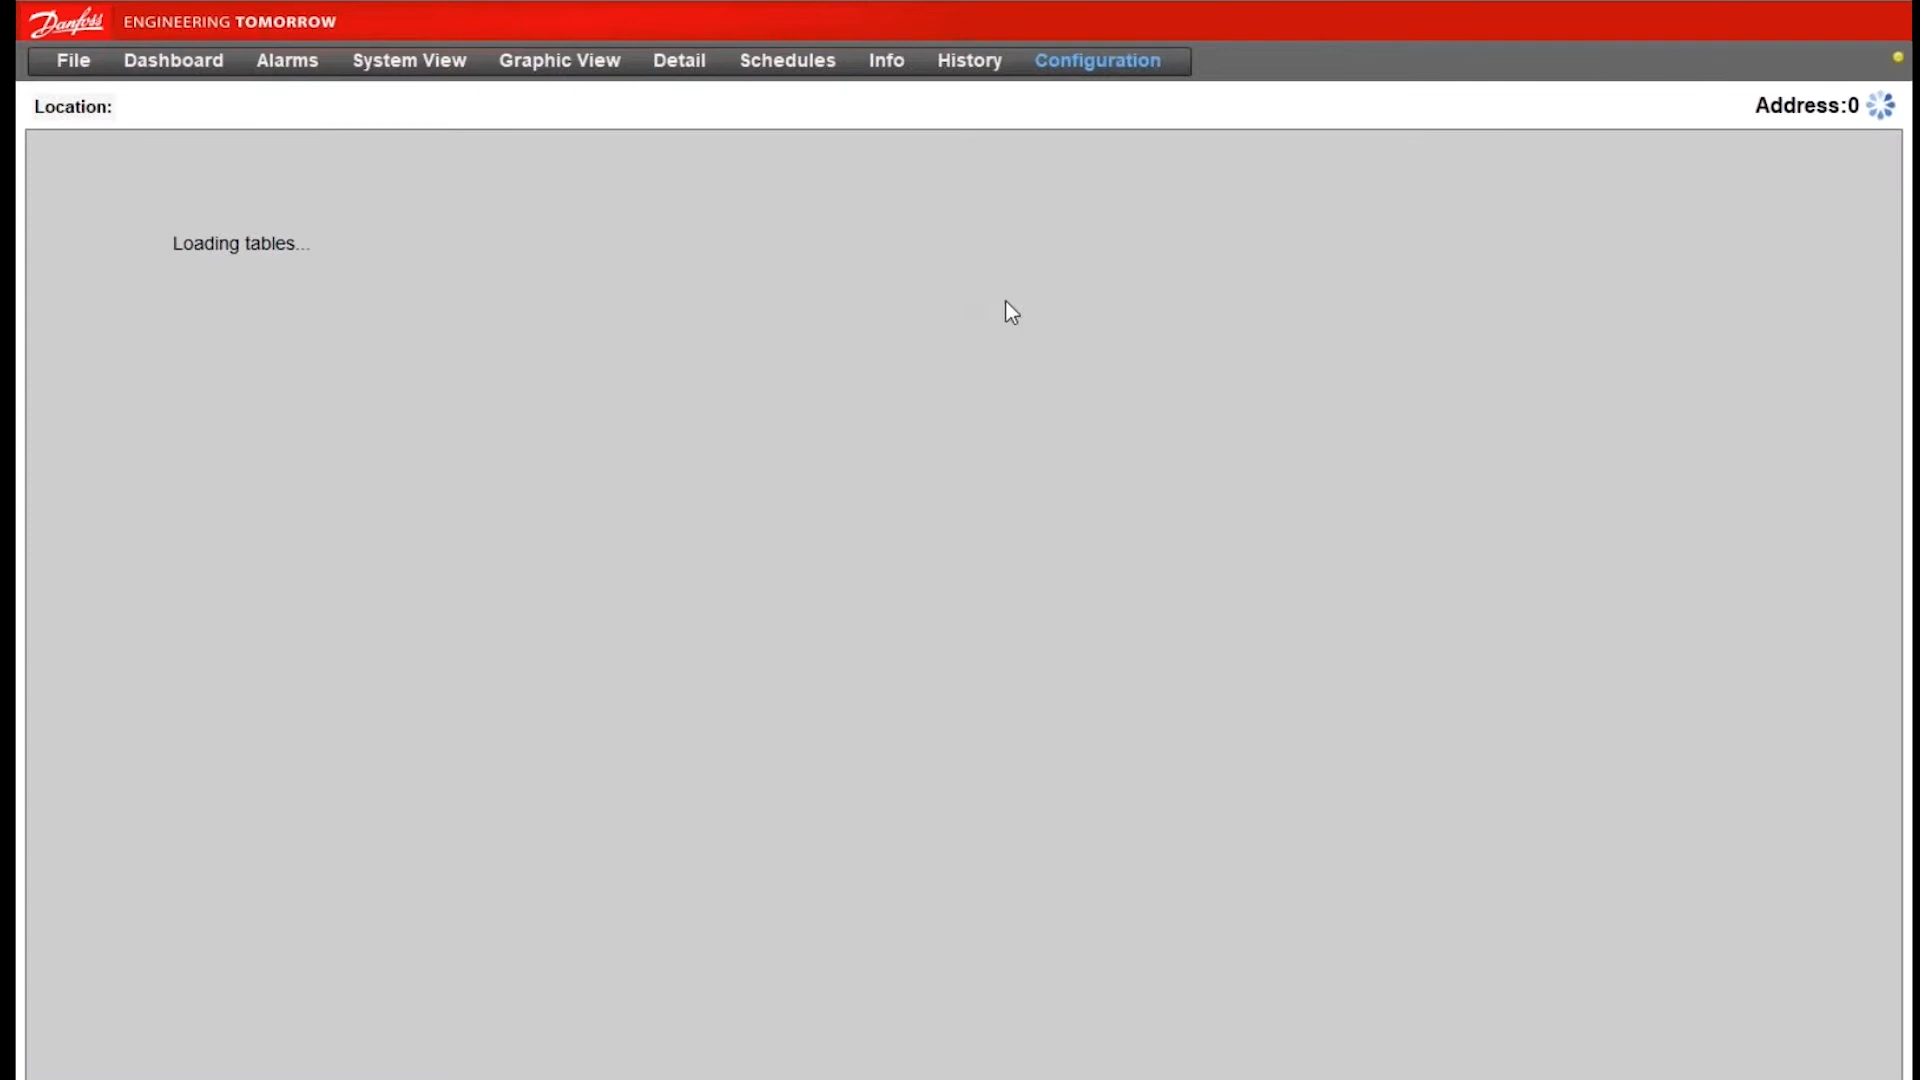 Danfoss ENGINEERING TOMORROW
File Dashboard Alarms System View Graphic View Detail Schedules Info History Configuration
Location:
Address:0
Loading tables...